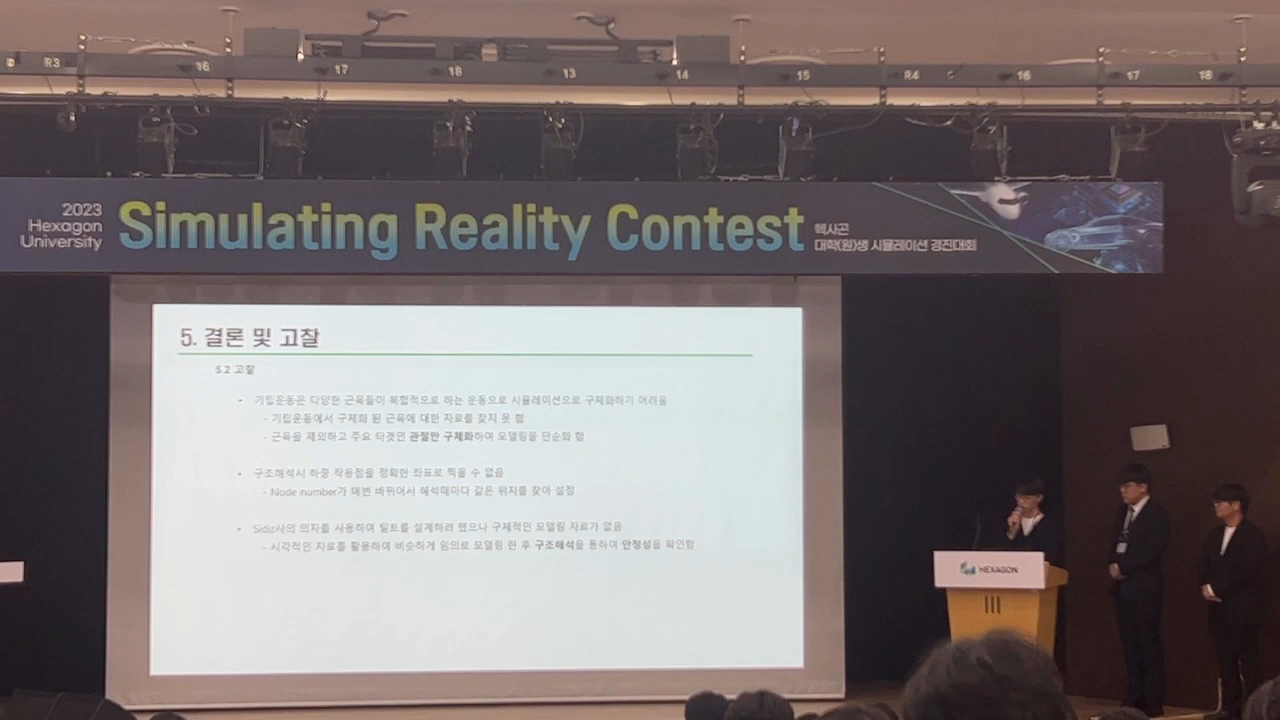 R3
16
17
18
13
14
15
R4
16
17
18
2023
Hexagon
University
Simulating Reality Contest
헥사곤
대학(원)생 시뮬레이션 경진대회
5. 결론 및 고찰
5.2 고찰
• 기립운동은 다양한 근육들이 복합적으로 하는 운동으로 시뮬레이션으로 구체화하기 어려움
- 기립운동에서 구체화 된 근육에 대한 자료를 찾지 못 함
- 근육을 제외하고 주요 타겟인 관절만 구체화하여 모델링을 단순화 함
• 구조해석시 하중 작용점을 정확한 좌표로 찍을 수 없음
- Node number가 매번 바뀌어서 해석때마다 같은 위치를 찾아 설정
• Sidiz사의 의자를 사용하여 틸트를 설계하려 했으나 구체적인 모델링 자료가 없음
- 시각적인 자료를 활용하여 비슷하게 임의로 모델링 한 후 구조해석을 통하여 안정성을 확인함
HEXAGON